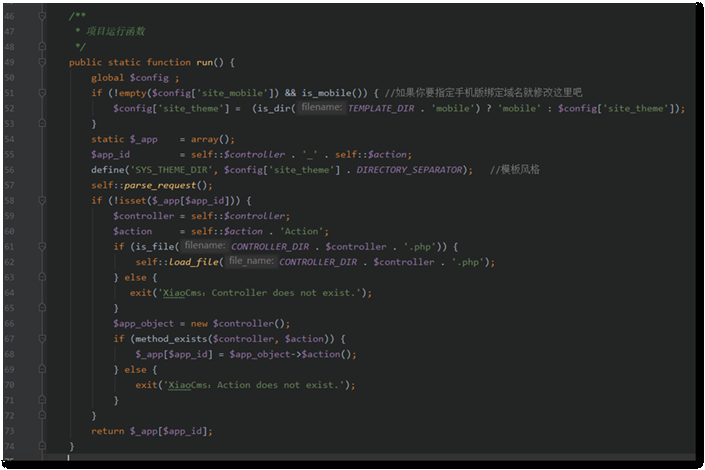 46 /**
47 * 项目运行函数
48 */
49 public static function run() {
50 global $config ;
51 if (!empty($config['site_mobile']) && is_mobile()) { //如果你要指定手机版绑定域名就修改这里吧
52 $config['site_theme'] = (is_dir( filename: TEMPLATE_DIR . 'mobile') ? 'mobile' : $config['site_theme']);
53 }
54 static $_app = array();
55 $app_id = self::$controller . '_' . self::$action;
56 define('SYS_THEME_DIR', $config['site_theme'] . DIRECTORY_SEPARATOR); //模板风格
57 self::parse_request();
58 if (!isset($_app[$app_id])) {
59 $controller = self::$controller;
60 $action = self::$action . 'Action';
61 if (is_file( filename: CONTROLLER_DIR . $controller . '.php')) {
62 self::load_file( file_name: CONTROLLER_DIR . $controller . '.php');
63 } else {
64 exit('XiaoCms：Controller does not exist.');
65 }
66 $app_object = new $controller();
67 if (method_exists($controller, $action)) {
68 $_app[$app_id] = $app_object->$action();
69 } else {
70 exit('XiaoCms：Action does not exist.');
71 }
72 }
73 return $_app[$app_id];
74 }
75